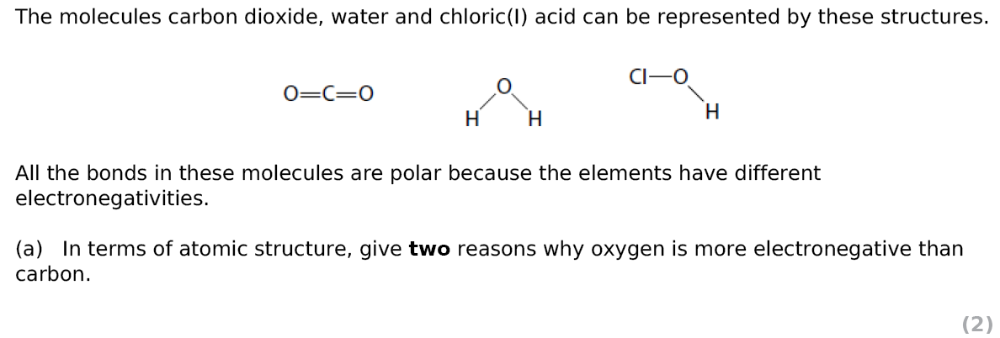 The molecules carbon dioxide, water and chloric(I) acid can be represented by these structures.
O=C=O
O
H H
Cl—O
H
All the bonds in these molecules are polar because the elements have different
electronegativities.
(a) In terms of atomic structure, give two reasons why oxygen is more electronegative than
carbon.
(2)